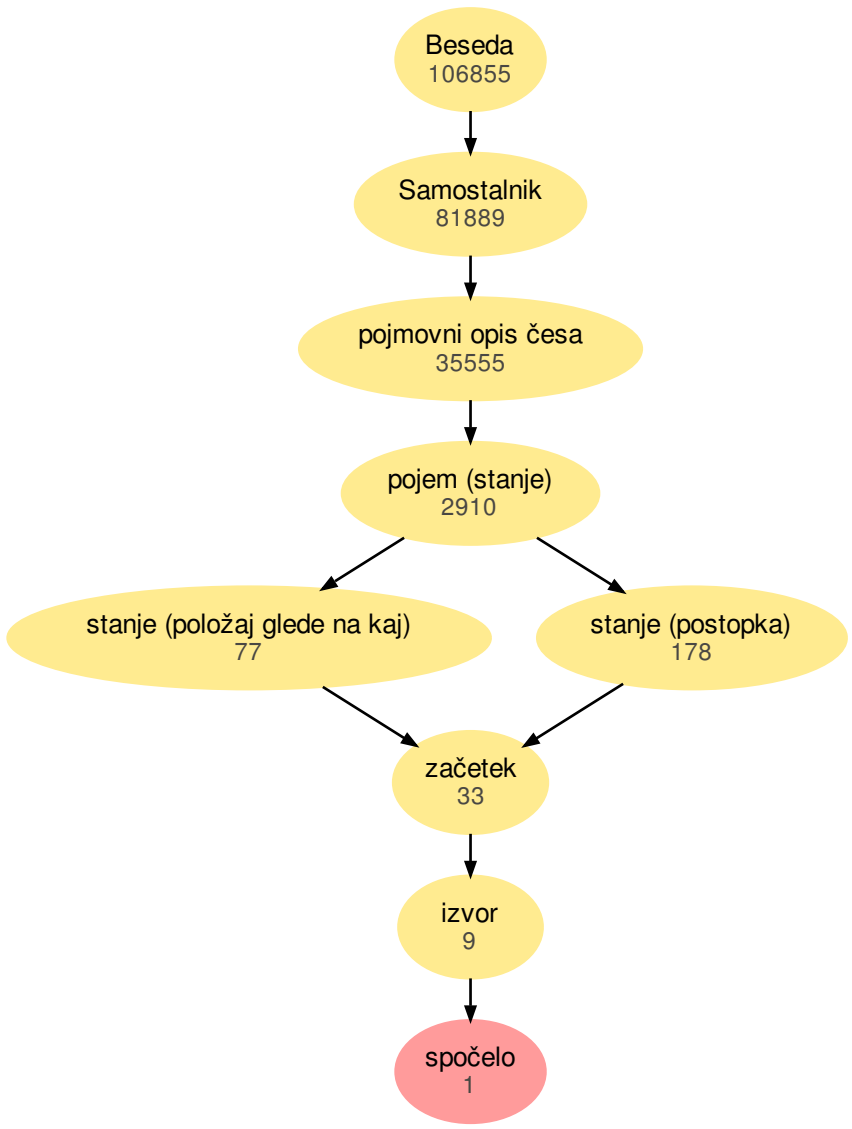 Beseda
106855
Samostalnik
81889
pojmovni opis česa
35555
pojem (stanje)
2910
stanje (položaj glede na kaj)
77
stanje (postopka)
178
začetek
33
izvor
9
spočelo
1